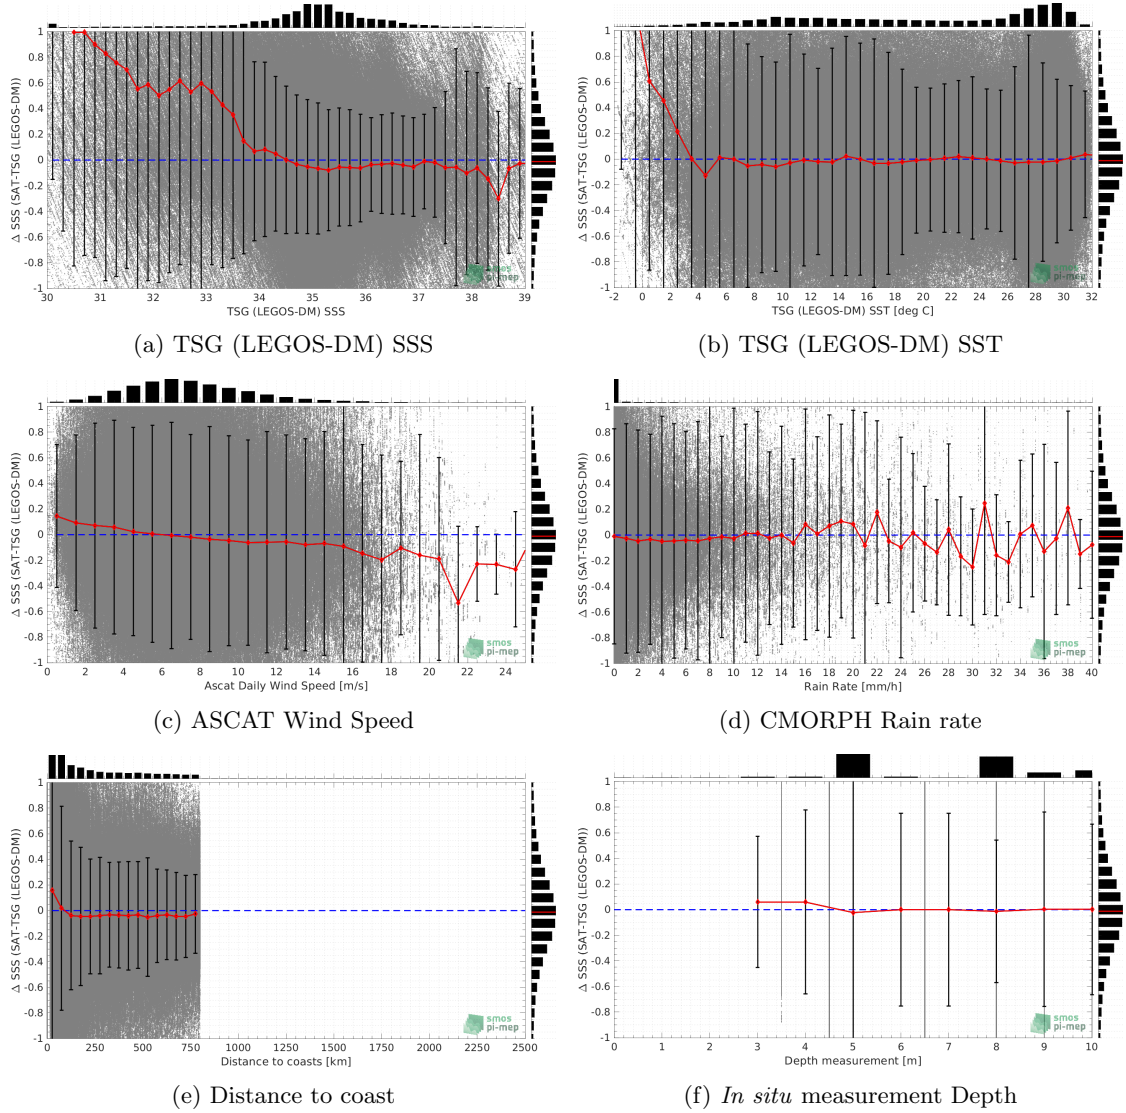 1
0.8
0.6
0.4
0.2
0
-0.2
-0.4
-0.6
-0.8
-1
Δ SSS (SAT-TSG (LEGOS-DM))
30 31 32 33 34 35 36 37 38 39
TSG (LEGOS-DM) SSS
smos
pi-mep
(a) TSG (LEGOS-DM) SSS
1
0.8
0.6
0.4
0.2
0
-0.2
-0.4
-0.6
-0.8
-1
Δ SSS (SAT-TSG (LEGOS-DM))
-2 0 2 4 6 8 10 12 14 16 18 20 22 24 26 28 30 32
TSG (LEGOS-DM) SST [deg C]
smos
pi-mep
(b) TSG (LEGOS-DM) SST
1
0.8
0.6
0.4
0.2
0
-0.2
-0.4
-0.6
-0.8
-1
Δ SSS (SAT-TSG (LEGOS-DM))
0 2 4 6 8 10 12 14 16 18 20 22 24
Ascat Daily Wind Speed [m/s]
smos
pi-mep
(c) ASCAT Wind Speed
1
0.8
0.6
0.4
0.2
0
-0.2
-0.4
-0.6
-0.8
-1
Δ SSS (SAT-TSG (LEGOS-DM))
0 2 4 6 8 10 12 14 16 18 20 22 24 26 28 30 32 34 36 38 40
Rain Rate [mm/h]
smos
pi-mep
(d) CMORPH Rain rate
1
0.8
0.6
0.4
0.2
0
-0.2
-0.4
-0.6
-0.8
-1
Δ SSS (SAT-TSG (LEGOS-DM))
0 250 500 750 1000 1250 1500 1750 2000 2250 2500
Distance to coasts [km]
smos
pi-mep
(e) Distance to coast
1
0.8
0.6
0.4
0.2
0
-0.2
-0.4
-0.6
-0.8
-1
Δ SSS (SAT-TSG (LEGOS-DM))
0 1 2 3 4 5 6 7 8 9 10
Depth measurement [m]
smos
pi-mep
(f) In situ measurement Depth